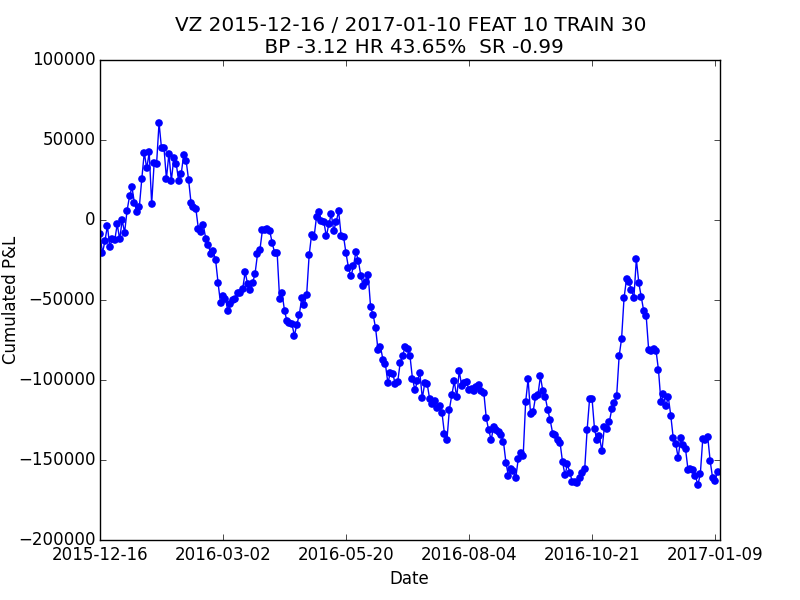 VZ 2015-12-16 / 2017-01-10 FEAT 10 TRAIN 30
BP -3.12 HR 43.65% SR -0.99
100000
50000
0
−50000
−100000
−150000
−200000
Cumulated P&L
2015-12-16 2016-03-02 2016-05-20 2016-08-04 2016-10-21 2017-01-09
Date